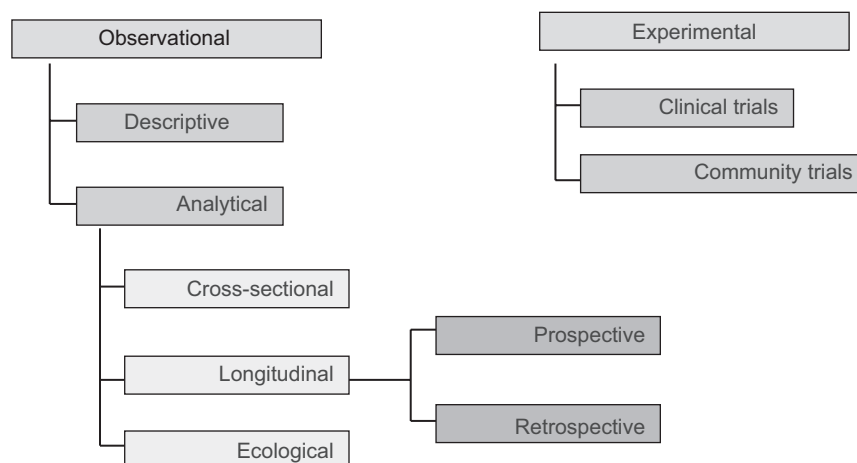 Observational
Experimental
Descriptive
Clinical trials
Community trials
Analytical
Cross-sectional
Prospective
Longitudinal
Retrospective
Ecological